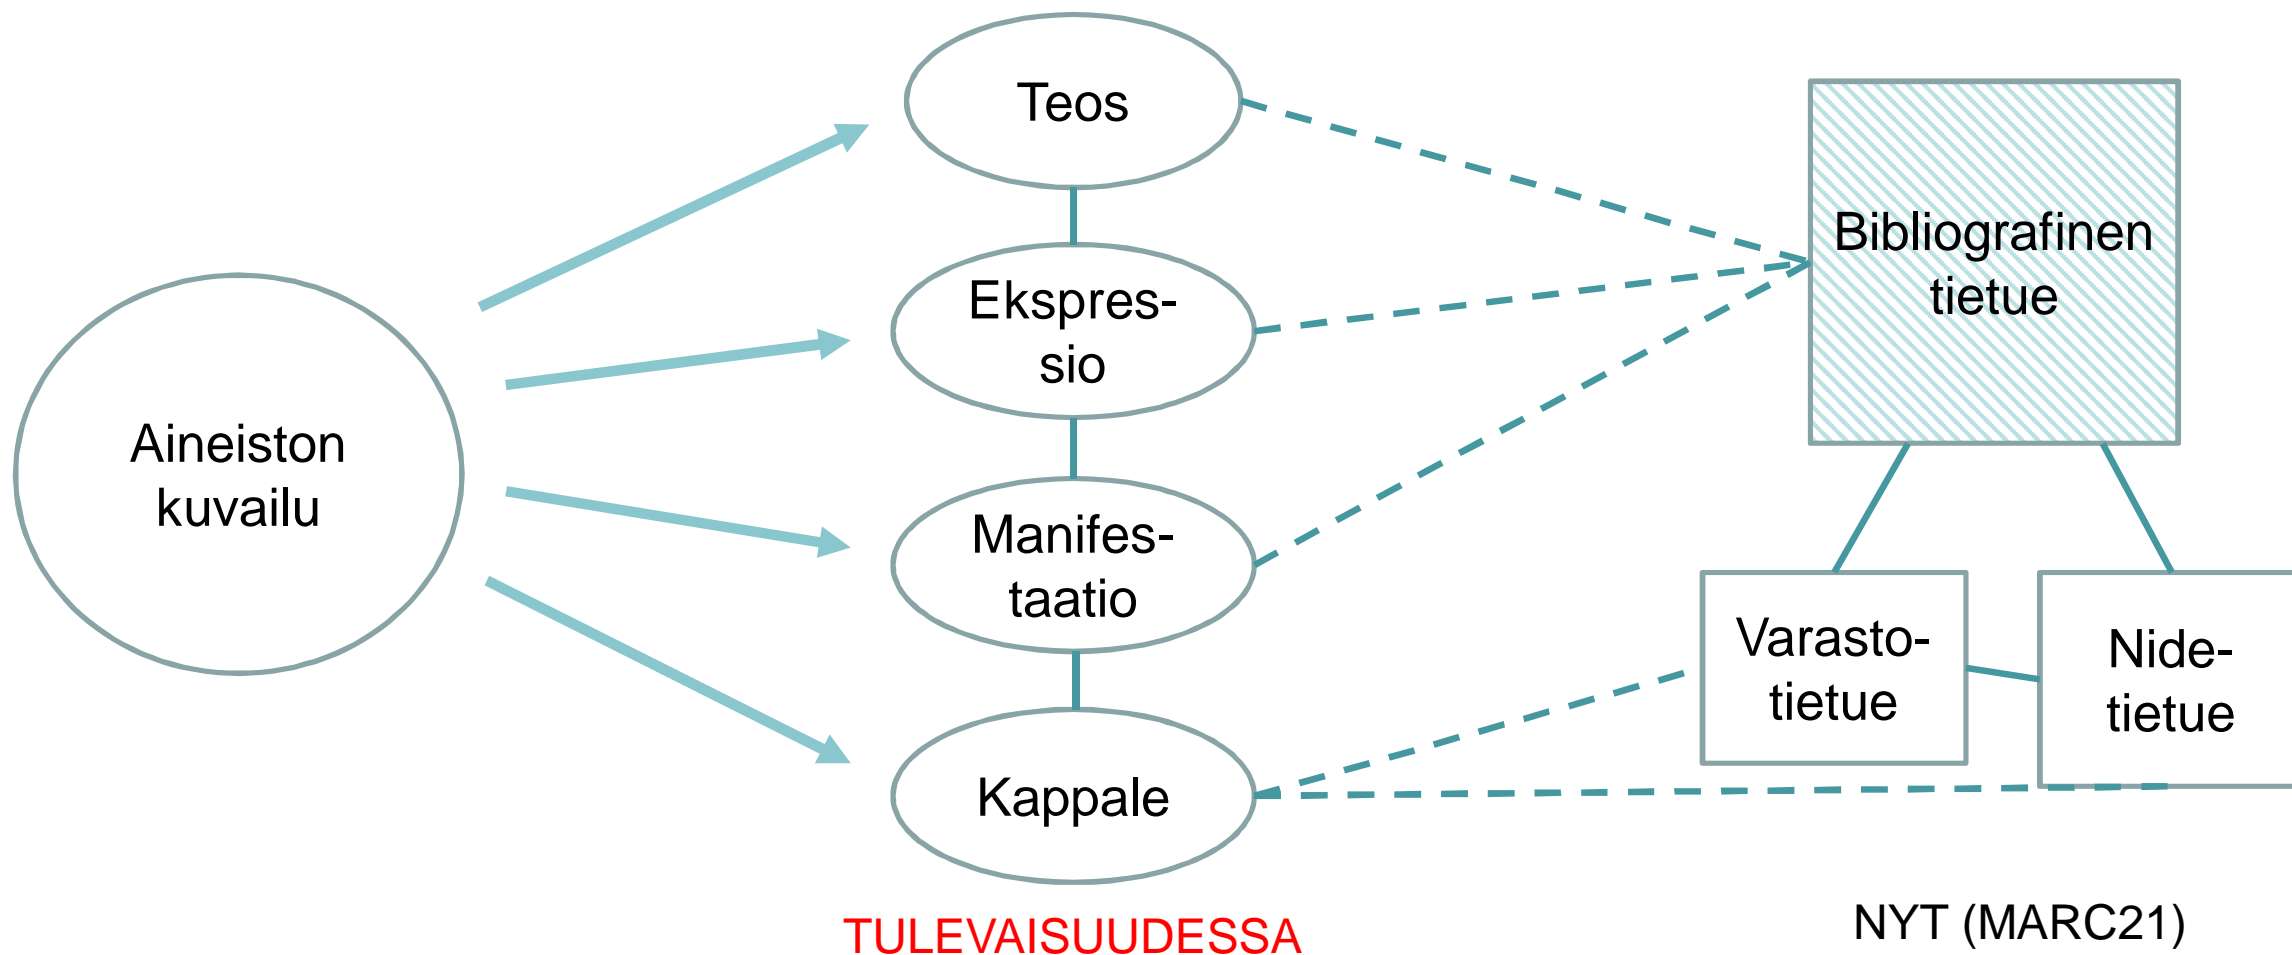 Aineiston
kuvailu
Teos
Ekspres-
sio
Manifes-
taatio
Kappale
TULEVAISUUDESSA
Bibliografinen
tietue
Varasto-
tietue
Nide-
tietue
NYT (MARC21)